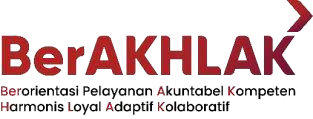 BerAKHLAK
Berorientasi Pelayanan Akuntabel Kompeten
Harmonis Loyal Adaptif Kolaboratif